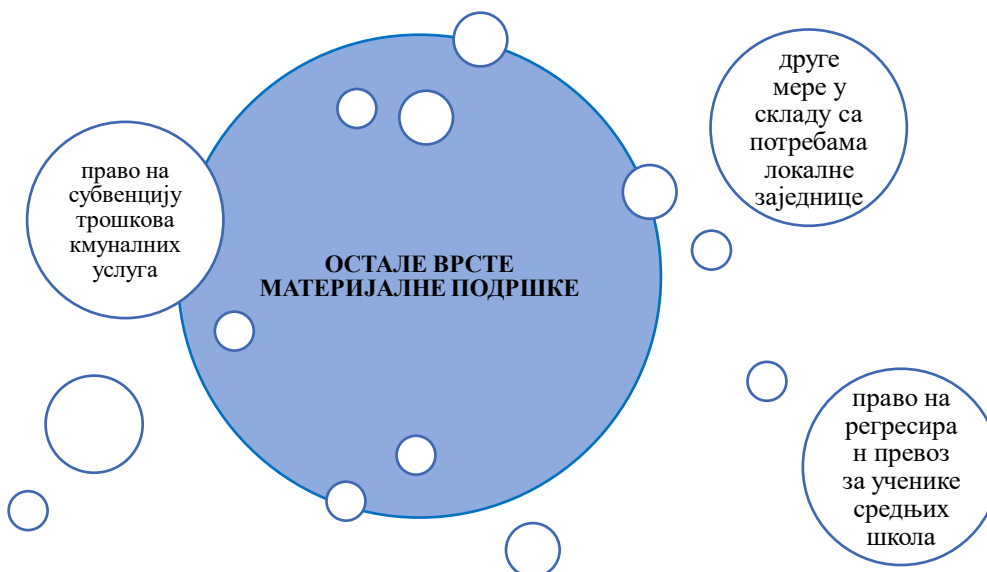 друге
мере у
складу са
потребама
локалне
заједнице
право на
субвенцију
трошкова
кмуналних
услуга
ОСТАЛЕ ВРСТЕ
МАТЕРИЈАЛНЕ ПОДРШКЕ
право на
регресира
н превоз
за ученике
средњих
школа